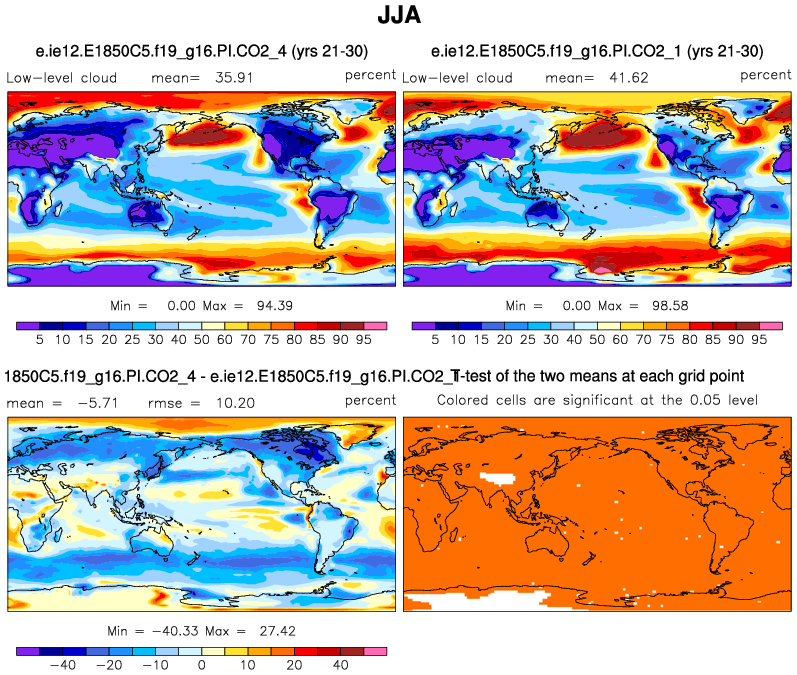 JJA
e.ie12.E1850C5.f19_g16.PI.CO2_4 (yrs 21-30)
e.ie12.E1850C5.f19_g16.PI.CO2_1 (yrs 21-30)
Low-level cloud mean= 35.91 percent
Low-level cloud mean= 41.62 percent
Min = 0.00 Max = 94.39
Min = 0.00 Max = 98.58
5 10 15 20 30 40 50 60 70 80 85 90 95
5 10 15 20 30 40 50 60 70 80 85 90 95
1850C5.f19_g16.PI.CO2_4 - e.ie12.E1850C5.f19_g16.PI.CO2_
T-test of the two means at each grid point
mean = -5.71 rmse = 10.20 percent
Colored cells are significant at the 0.05 level
Min = -40.33 Max = 27.42
-40 -20 -10 0 10 20 40